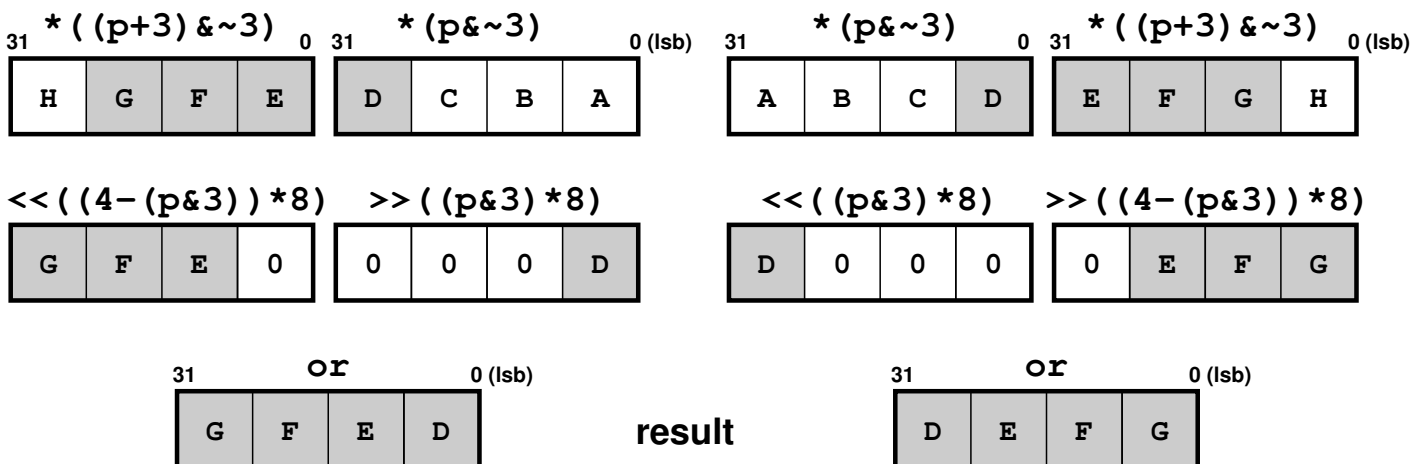 *((p+3)&~3) *(p&~3) *(p&~3) *((p+3)&~3)
31 0 31 0 (lsb) 31 0 31 0 (lsb)
H G F E D C B A A B C D E F G H
<<((4-(p&3))*8) >>((p&3)*8) <<((p&3)*8) >>((4-(p&3))*8)
G F E 0 0 0 0 D D 0 0 0 0 E F G
31 or 0 (lsb) 31 or 0 (lsb)
G F E D result D E F G